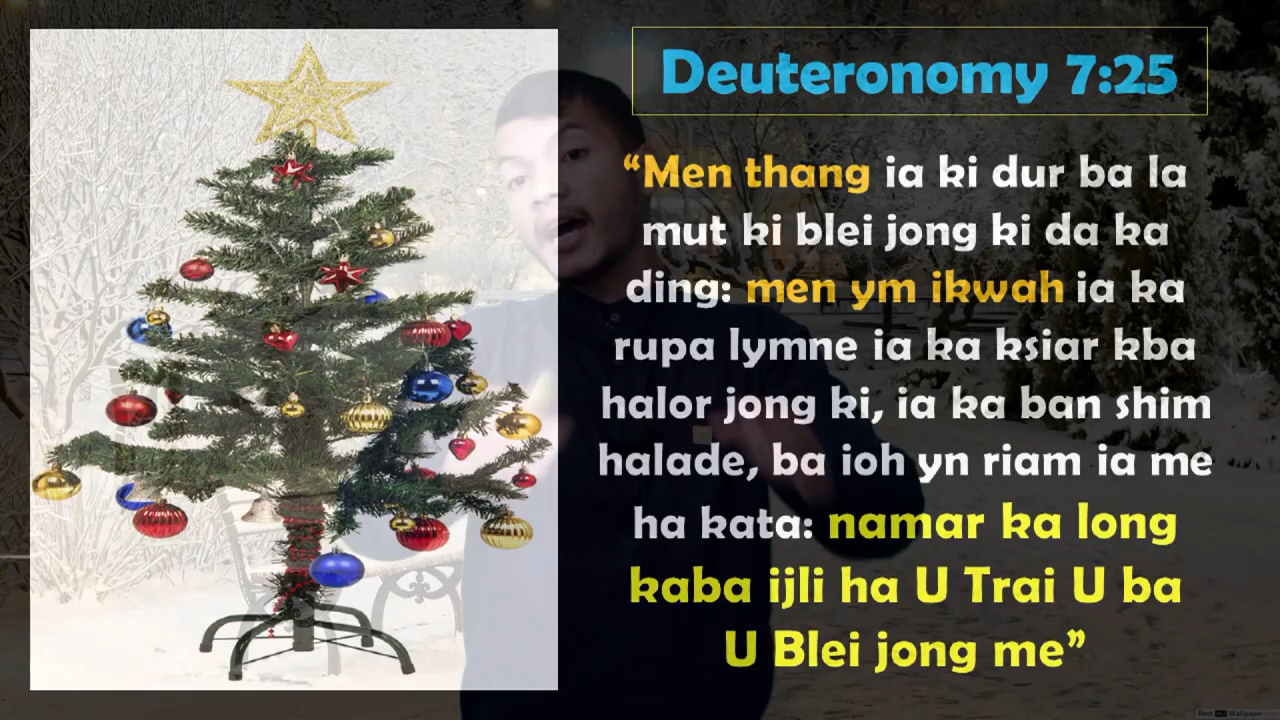 Deuteronomy 7:25
“Men thang ia ki dur ba la
mut ki blei jong ki da ka
ding: men ym ikwah ia ka
rupa lymne ia ka ksiar kba
halor jong ki, ia ka ban shim
halade, ba ioh yn riam ia me
ha kata: namar ka long
kaba ijli ha U Trai U ba
U Blei jong me”